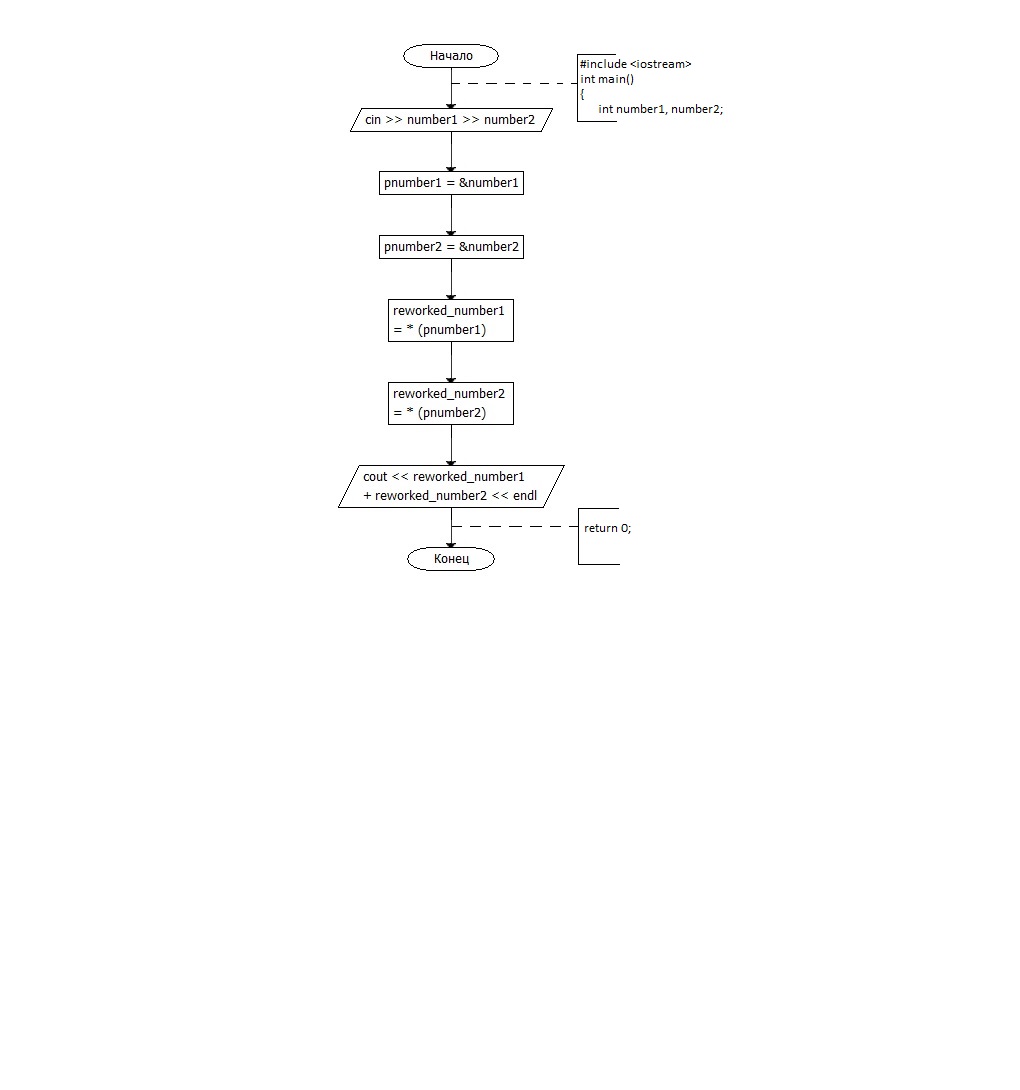 Начало
#include <iostream>
int main()
{
int number1, number2;
cin >> number1 >> number2
pnumber1 = &number1
pnumber2 = &number2
reworked_number1
= * (pnumber1)
reworked_number2
= * (pnumber2)
cout << reworked_number1
+ reworked_number2 << endl
return 0;
Конец